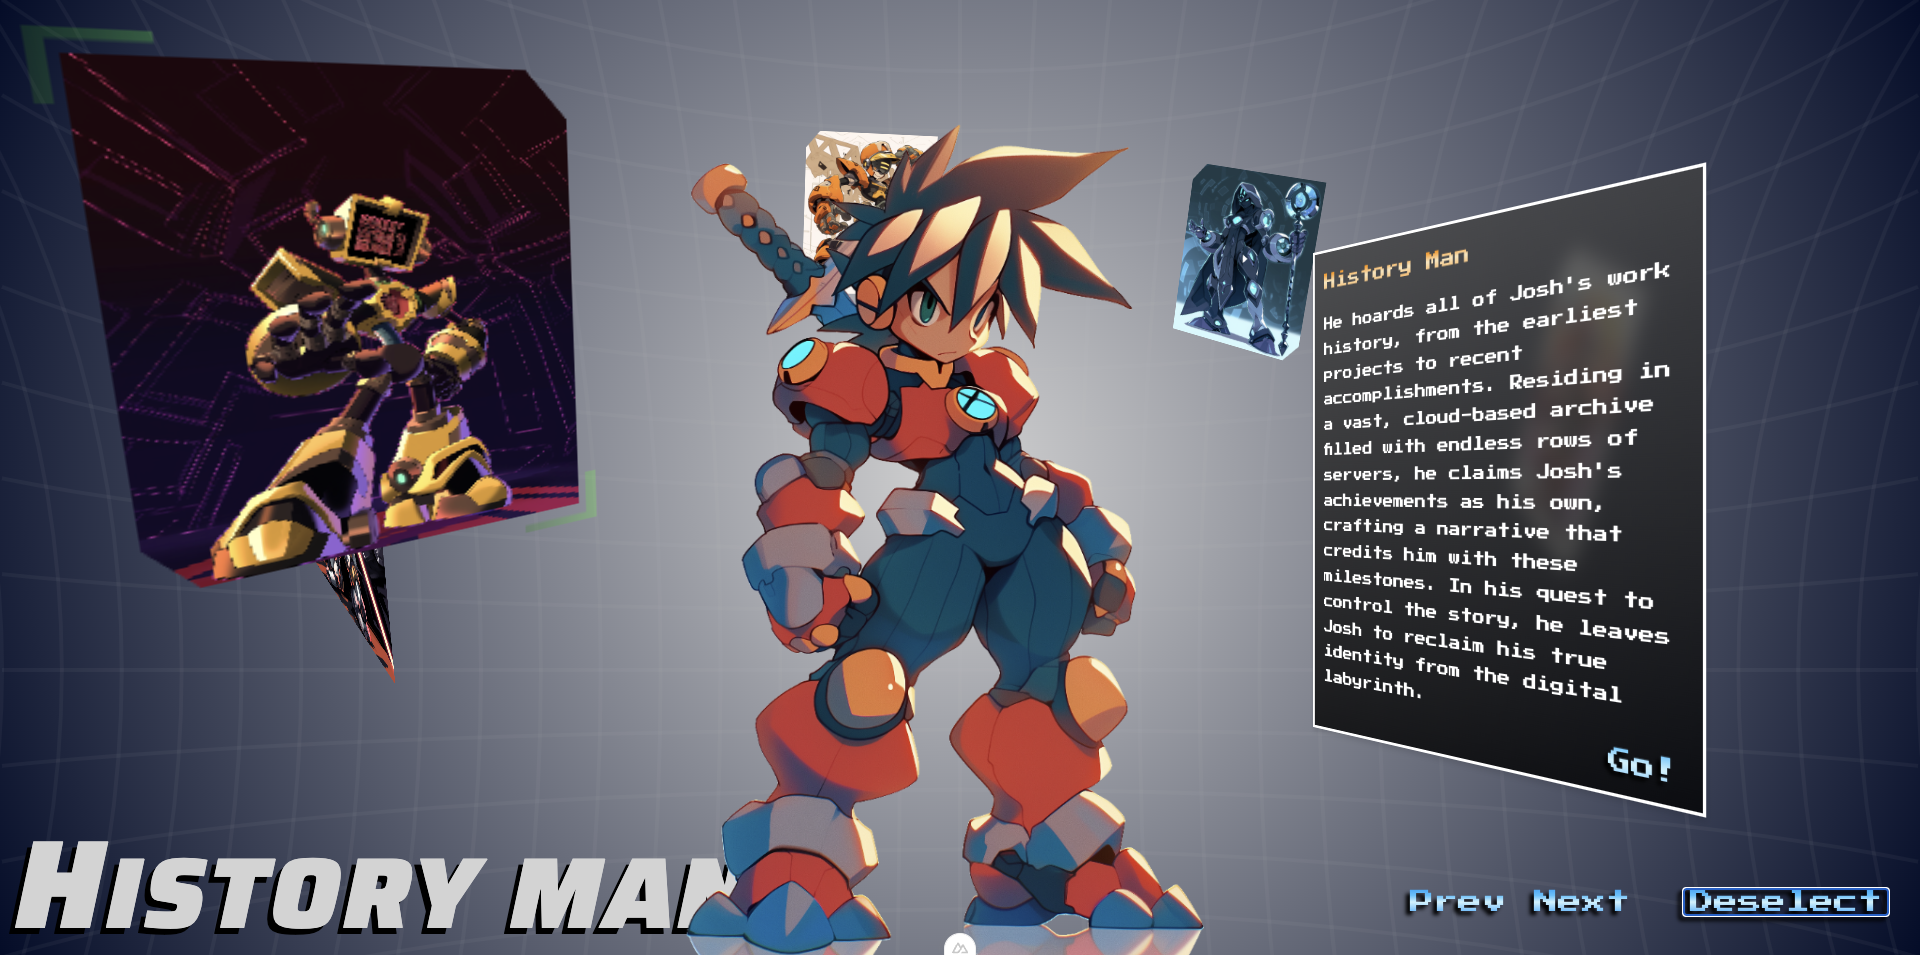 History Man
He hoards all of Josh's work
history, from the earliest
projects to recent
accomplishments. Residing in
a vast, cloud-based archive
filled with endless rows of
servers, he claims Josh's
achievements as his own,
crafting a narrative that
credits him with these
milestones. In his quest to
control the story, he leaves
Josh to reclaim his true
identity from the digital
labyrinth.
Go!
HISTORY MAN
Prev Next Deselect